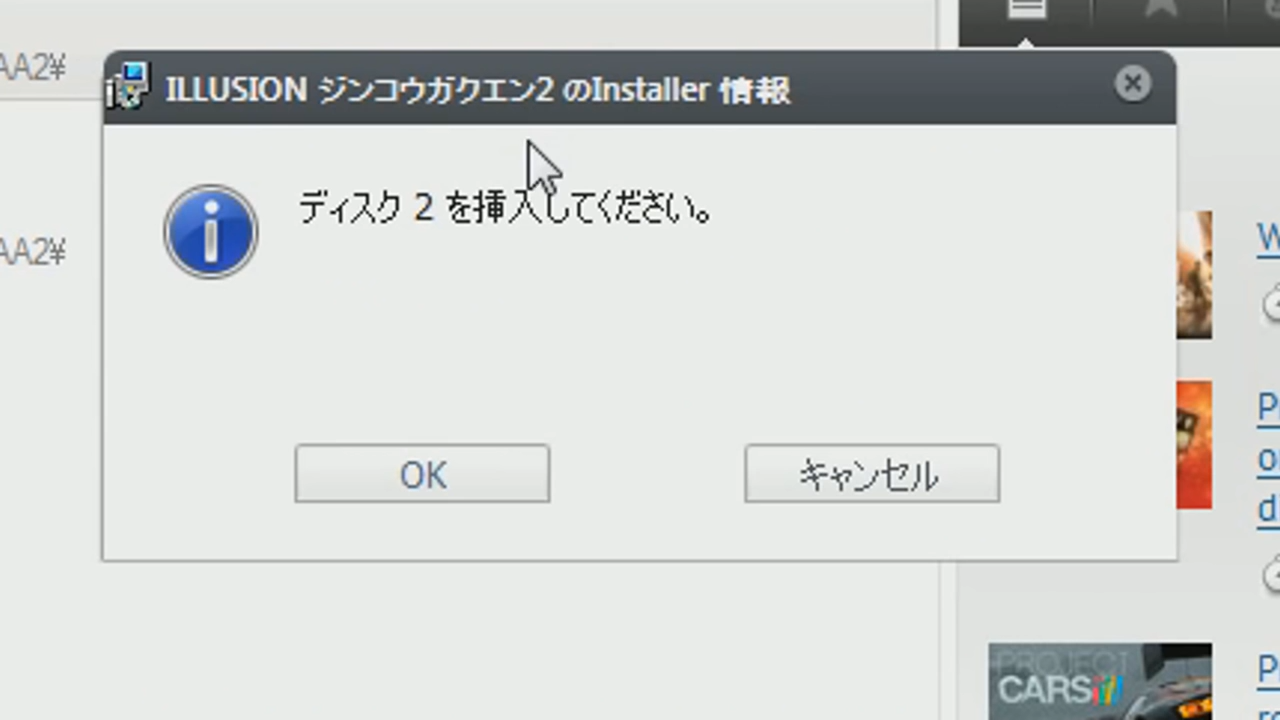 AA2¥
ILLUSION ジンコウガクエン2 のInstaller 情報
ディスク 2 を挿入してください。
AA2¥
OK
キャンセル
W
P
o
d
PROJECT
CARS
P